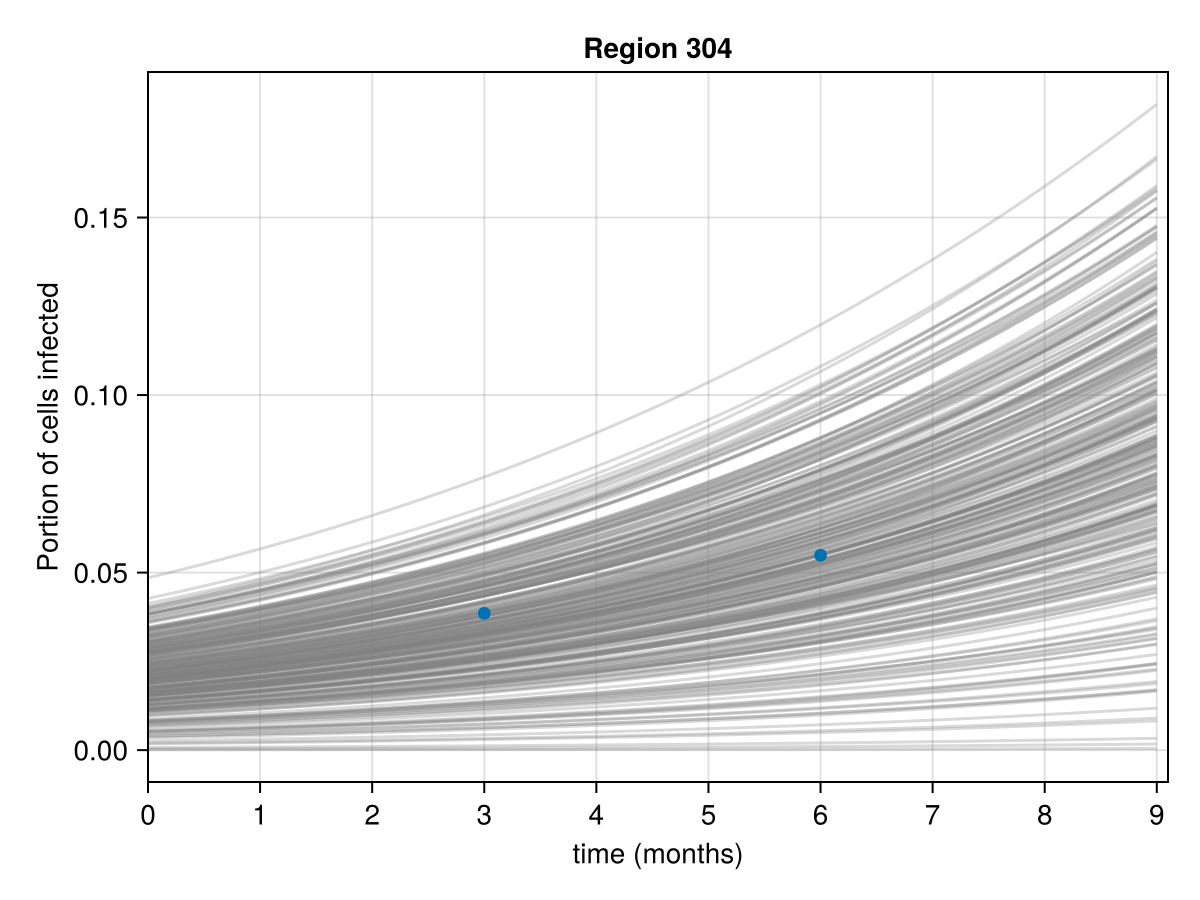 Region 304
Portion of cells infected
0.15
0.10
0.05
0.00
0 1 2 3 4 5 6 7 8 9
time (months)